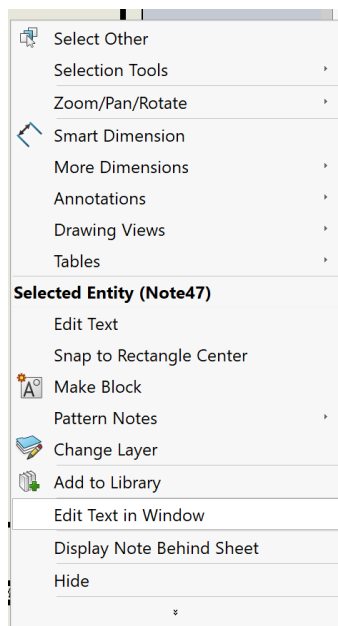 Select Other
Selection Tools
Zoom/Pan/Rotate
Smart Dimension
More Dimensions
Annotations
Drawing Views
Tables
Selected Entity (Note47)
Edit Text
Snap to Rectangle Center
Make Block
Pattern Notes
Change Layer
Add to Library
Edit Text in Window
Display Note Behind Sheet
Hide